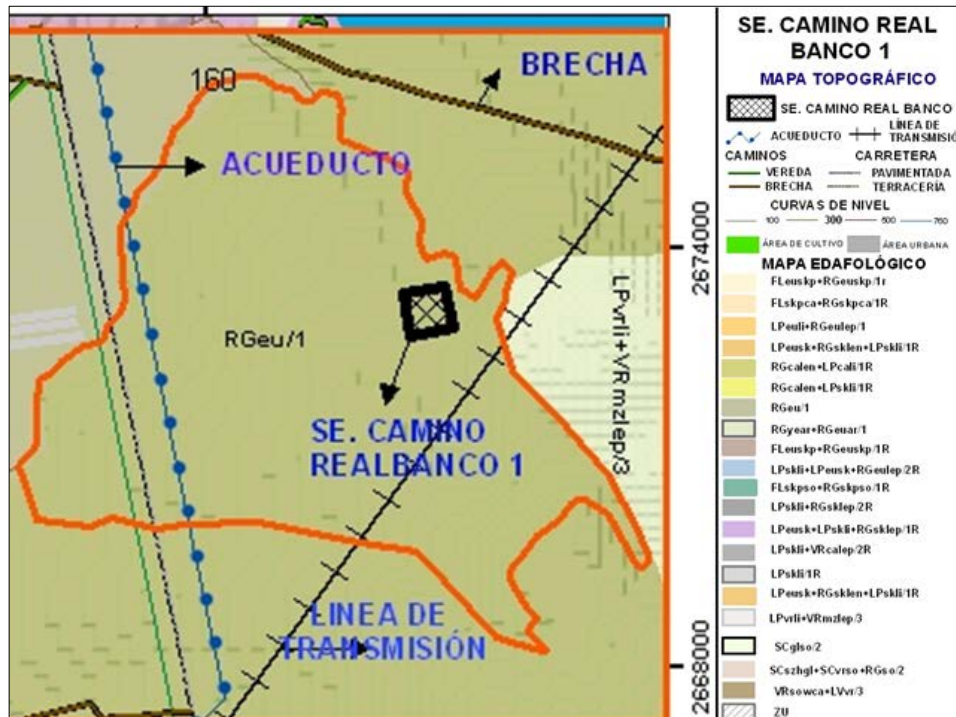 160
BRECHA
ACUEDUCTO
2674000
RGeu/1
LPvrli+VRmzlep/3
SE. CAMINO
REALBANCO 1
LINEA DE
TRANSMISIÓN
2668000
SE. CAMINO REAL
BANCO 1
MAPA TOPOGRÁFICO
SE. CAMINO REAL BANCO
ACUEDUCTO
LÍNEA DE
TRANSMISIÓ
CAMINOS
CARRETERA
VEREDA
PAVIMENTADA
BRECHA
TERRACERÍA
CURVAS DE NIVEL
100 300 500 760
ÁREA DE CULTIVO
ÁREA URBANA
MAPA EDAFOLÓGICO
FLeuskp+RGeuskp/1r
FLskpca+RGskpca/1R
LPeuli+RGeulep/1
LPeusk+RGsklen+LPskli/1R
RGcalen+LPcali/1R
RGcalen+LPskli/1R
RGeu/1
RGyear+RGeuar/1
FLeuskp+RGeuskp/1R
LPskli+LPeusk+RGeulep/2R
FLskpso+RGskpso/1R
LPskli+RGsklep/2R
LPeusk+LPskli+RGsklep/1R
LPskli+VRcalep/2R
LPskli/1R
LPeusk+RGsklen+LPskli/1R
LPvrli+VRmzlep/3
SCglso/2
SCszhgl+SCvrso+RGso/2
VRsowca+LVvr/3
ZU